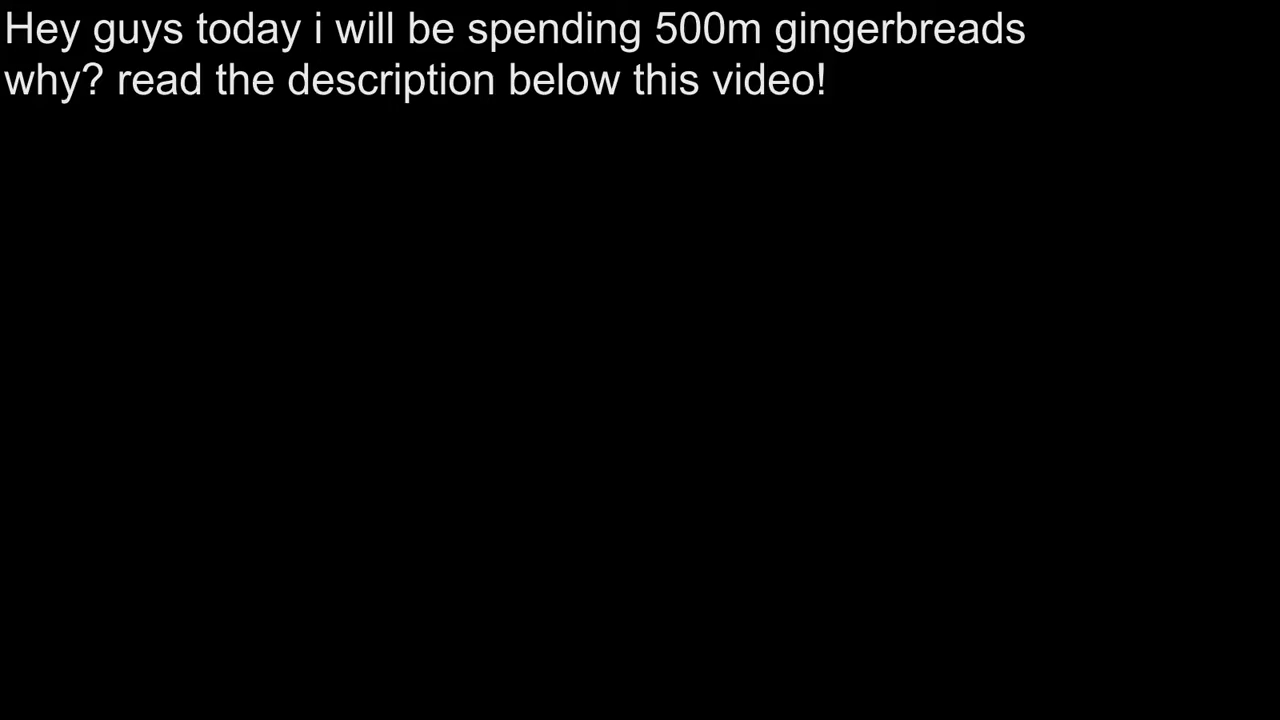 Hey guys today i will be spending 500m gingerbreads
why? read the description below this video!